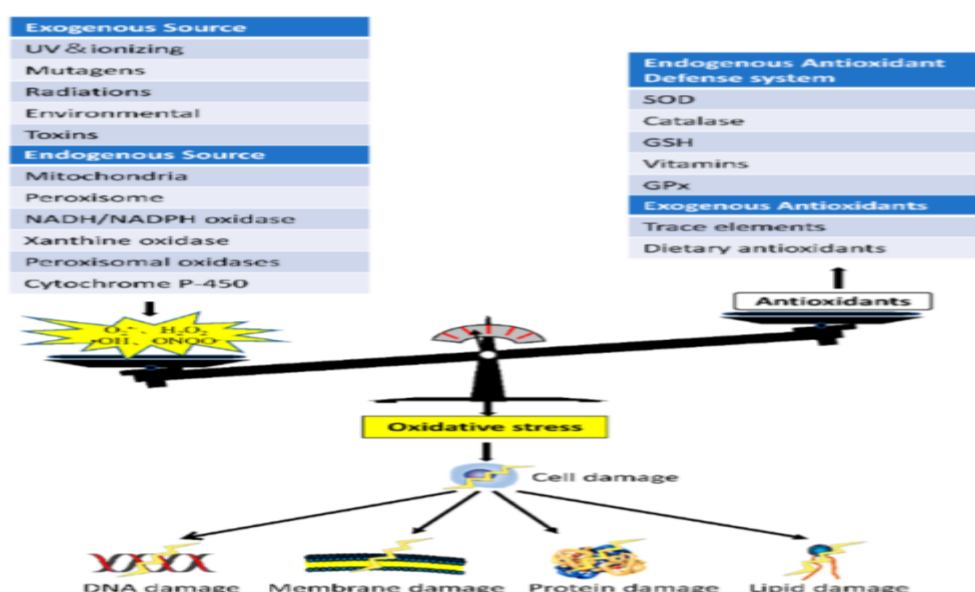 Exogenous Source
UV & ionizing
Mutagens
Radiations
Environmental
Toxins
Endogenous Source
Mitochondria
Peroxisome
NADH/NADPH oxidase
Xanthine oxidase
Peroxisomal oxidases
Cytochrome P-450
Endogenous Antioxidant
Defense system
SOD
Catalase
GSH
Vitamins
GPx
Exogenous Antioxidants
Trace elements
Dietary antioxidants
Antioxidants
H₂O₂
Oxidative stress
Cell damage
DNA damage
Membrane damage
Protein damage
Lipid damage